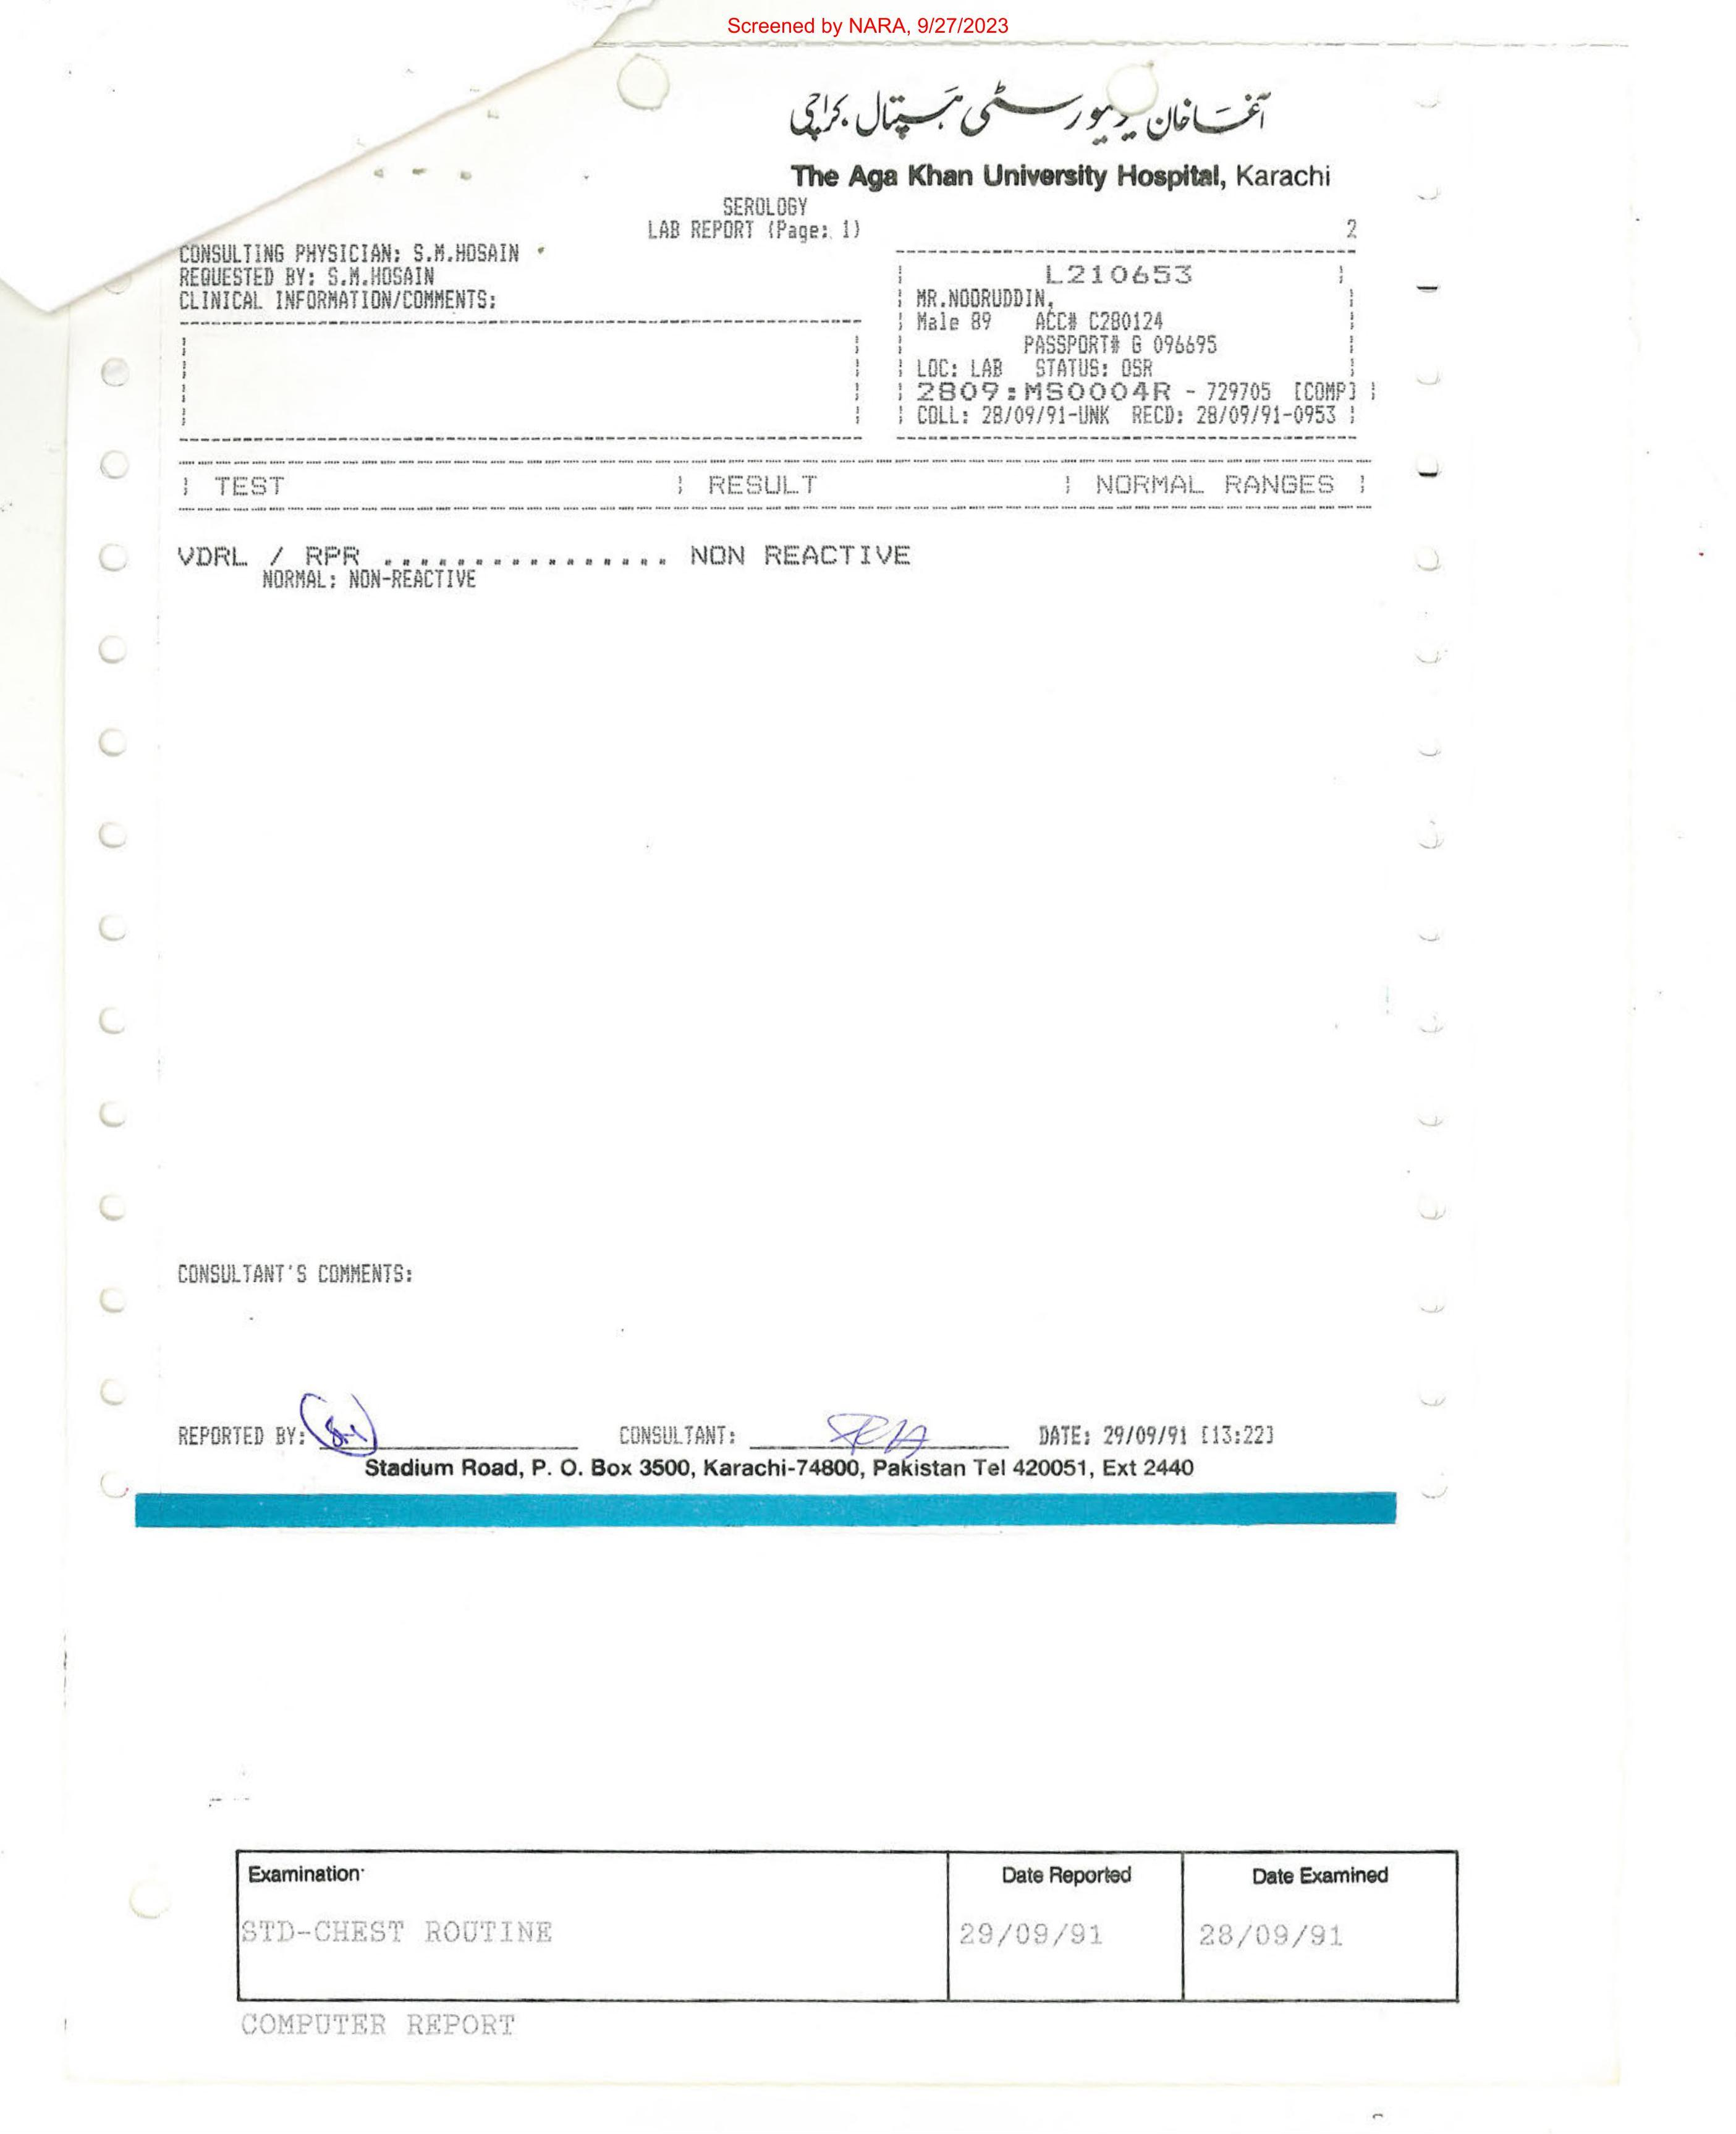 Screened by NARA, 9/27/2023
آغا خان یونیورسٹی ہسپتال کراچی
The Aga Khan University Hospital, Karachi
SEROLOGY
LAB REPORT (Page: 1)
2
CONSULTING PHYSICIAN: S.M.HOSAIN
REQUESTED BY: S.M.HOSAIN
CLINICAL INFORMATION/COMMENTS:
L210653
MR.NOORUDDIN,
Male 89 ACC# C280124
PASSPORT# G 096695
LOC: LAB STATUS: OSR
2809:MS0004R - 729705 [COMP]
COLL: 28/09/91-UNK RECD: 28/09/91-0953
TEST RESULT NORMAL RANGES
VDRL / RPR ................ NON REACTIVE
NORMAL: NON-REACTIVE
CONSULTANT'S COMMENTS:
REPORTED BY: CONSULTANT: DATE: 29/09/91 [13:22]
Stadium Road, P. O. Box 3500, Karachi-74800, Pakistan Tel 420051, Ext 2440
Examination Date Reported Date Examined
STD-CHEST ROUTINE 29/09/91 28/09/91
COMPUTER REPORT